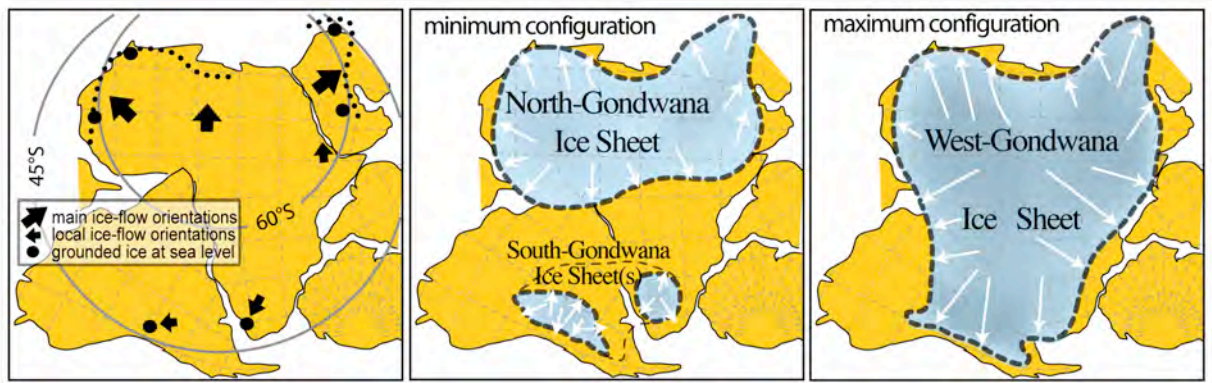 45°S
60°S
main ice-flow orientations
local ice-flow orientations
grounded ice at sea level
minimum configuration
North-Gondwana
Ice Sheet
South-Gondwana
Ice Sheet(s)
maximum configuration
West-Gondwana
Ice Sheet